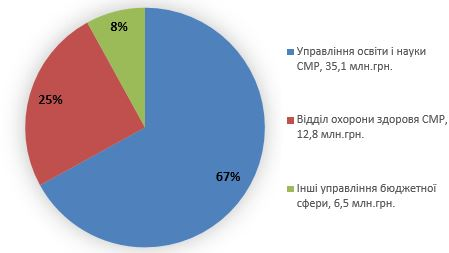 8%
25%
67%
Управління освіти і науки
СМР, 35,1 млн.грн.
Відділ охорони здоровя СМР,
12,8 млн.грн.
Інші управління бюджетної
сфери, 6,5 млн.грн.